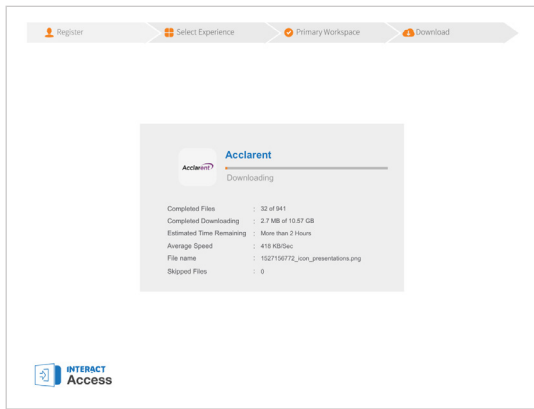 Register
Select Experience
Primary Workspace
Download
Acclarent
Acclarent
Downloading
Completed Files : 32 of 941
Completed Downloading : 2.7 MB of 10.57 GB
Estimated Time Remaining : More than 2 Hours
Average Speed : 418 KB/Sec
File name : 1527156772_icon_presentations.png
Skipped Files : 0
INTERACT
Access